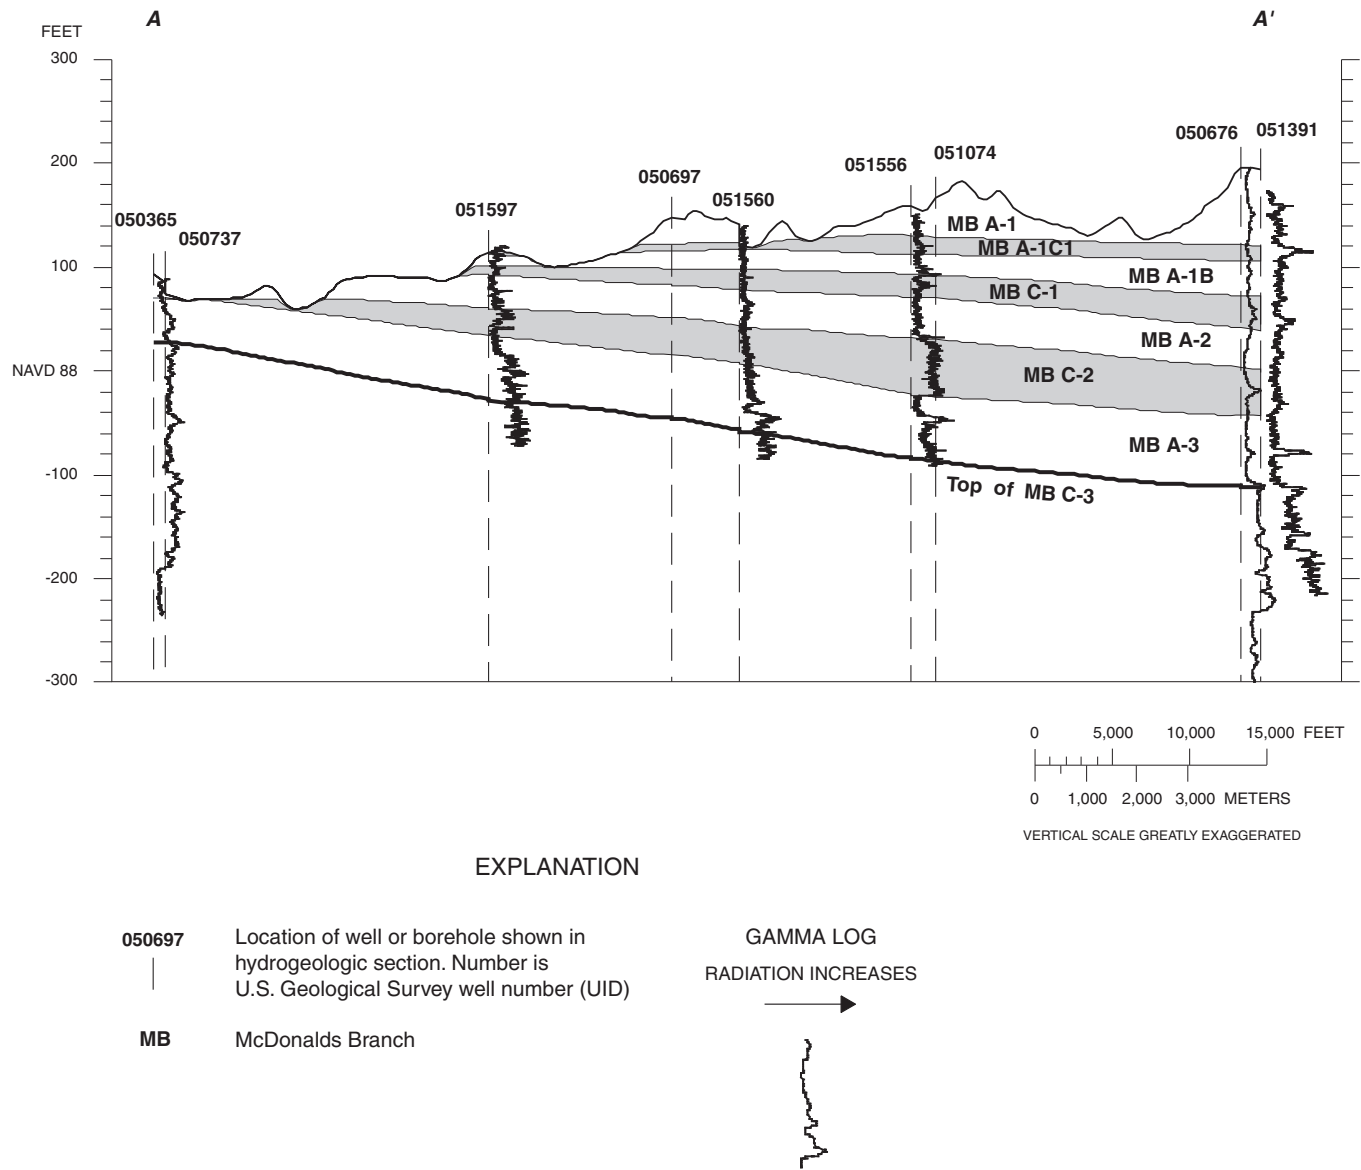 A A'
FEET
300
200
100
NAVD 88
-100
-200
-300
050365
050737
051597
050697
051560
051556
051074
050676
051391
MB A-1
MB A-1C1
MB A-1B
MB C-1
MB A-2
MB C-2
MB A-3
Top of MB C-3
0 5,000 10,000 15,000 FEET
0 1,000 2,000 3,000 METERS
VERTICAL SCALE GREATLY EXAGGERATED
EXPLANATION
050697
Location of well or borehole shown in
hydrogeologic section. Number is
U.S. Geological Survey well number (UID)
MB McDonalds Branch
GAMMA LOG
RADIATION INCREASES